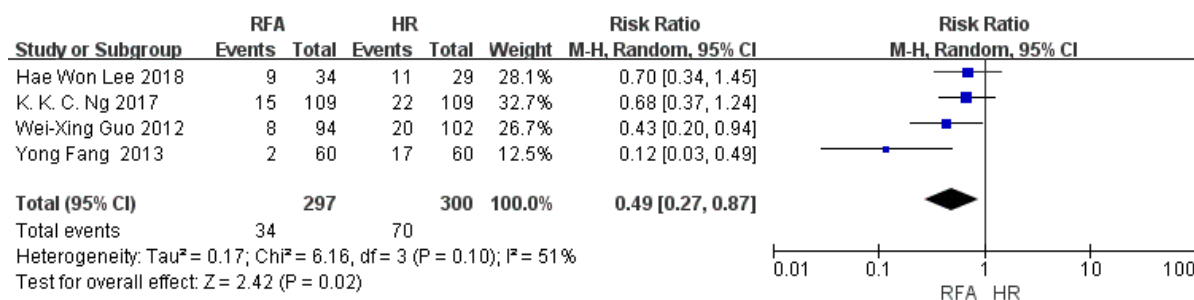 RFA HR Risk Ratio Risk Ratio
Study or Subgroup Events Total Events Total Weight M-H, Random, 95% CI M-H, Random, 95% CI
Hae Won Lee 2018 9 34 11 29 28.1% 0.70 [0.34, 1.45]
K. K. C. Ng 2017 15 109 22 109 32.7% 0.68 [0.37, 1.24]
Wei-Xing Guo 2012 8 94 20 102 26.7% 0.43 [0.20, 0.94]
Yong Fang 2013 2 60 17 60 12.5% 0.12 [0.03, 0.49]
Total (95% CI) 297 300 100.0% 0.49 [0.27, 0.87]
Total events 34 70
Heterogeneity: Tau² = 0.17; Chi² = 6.16, df = 3 (P = 0.10); I² = 51%
Test for overall effect: Z = 2.42 (P = 0.02)
0.01 0.1 1 10 100
RFA HR